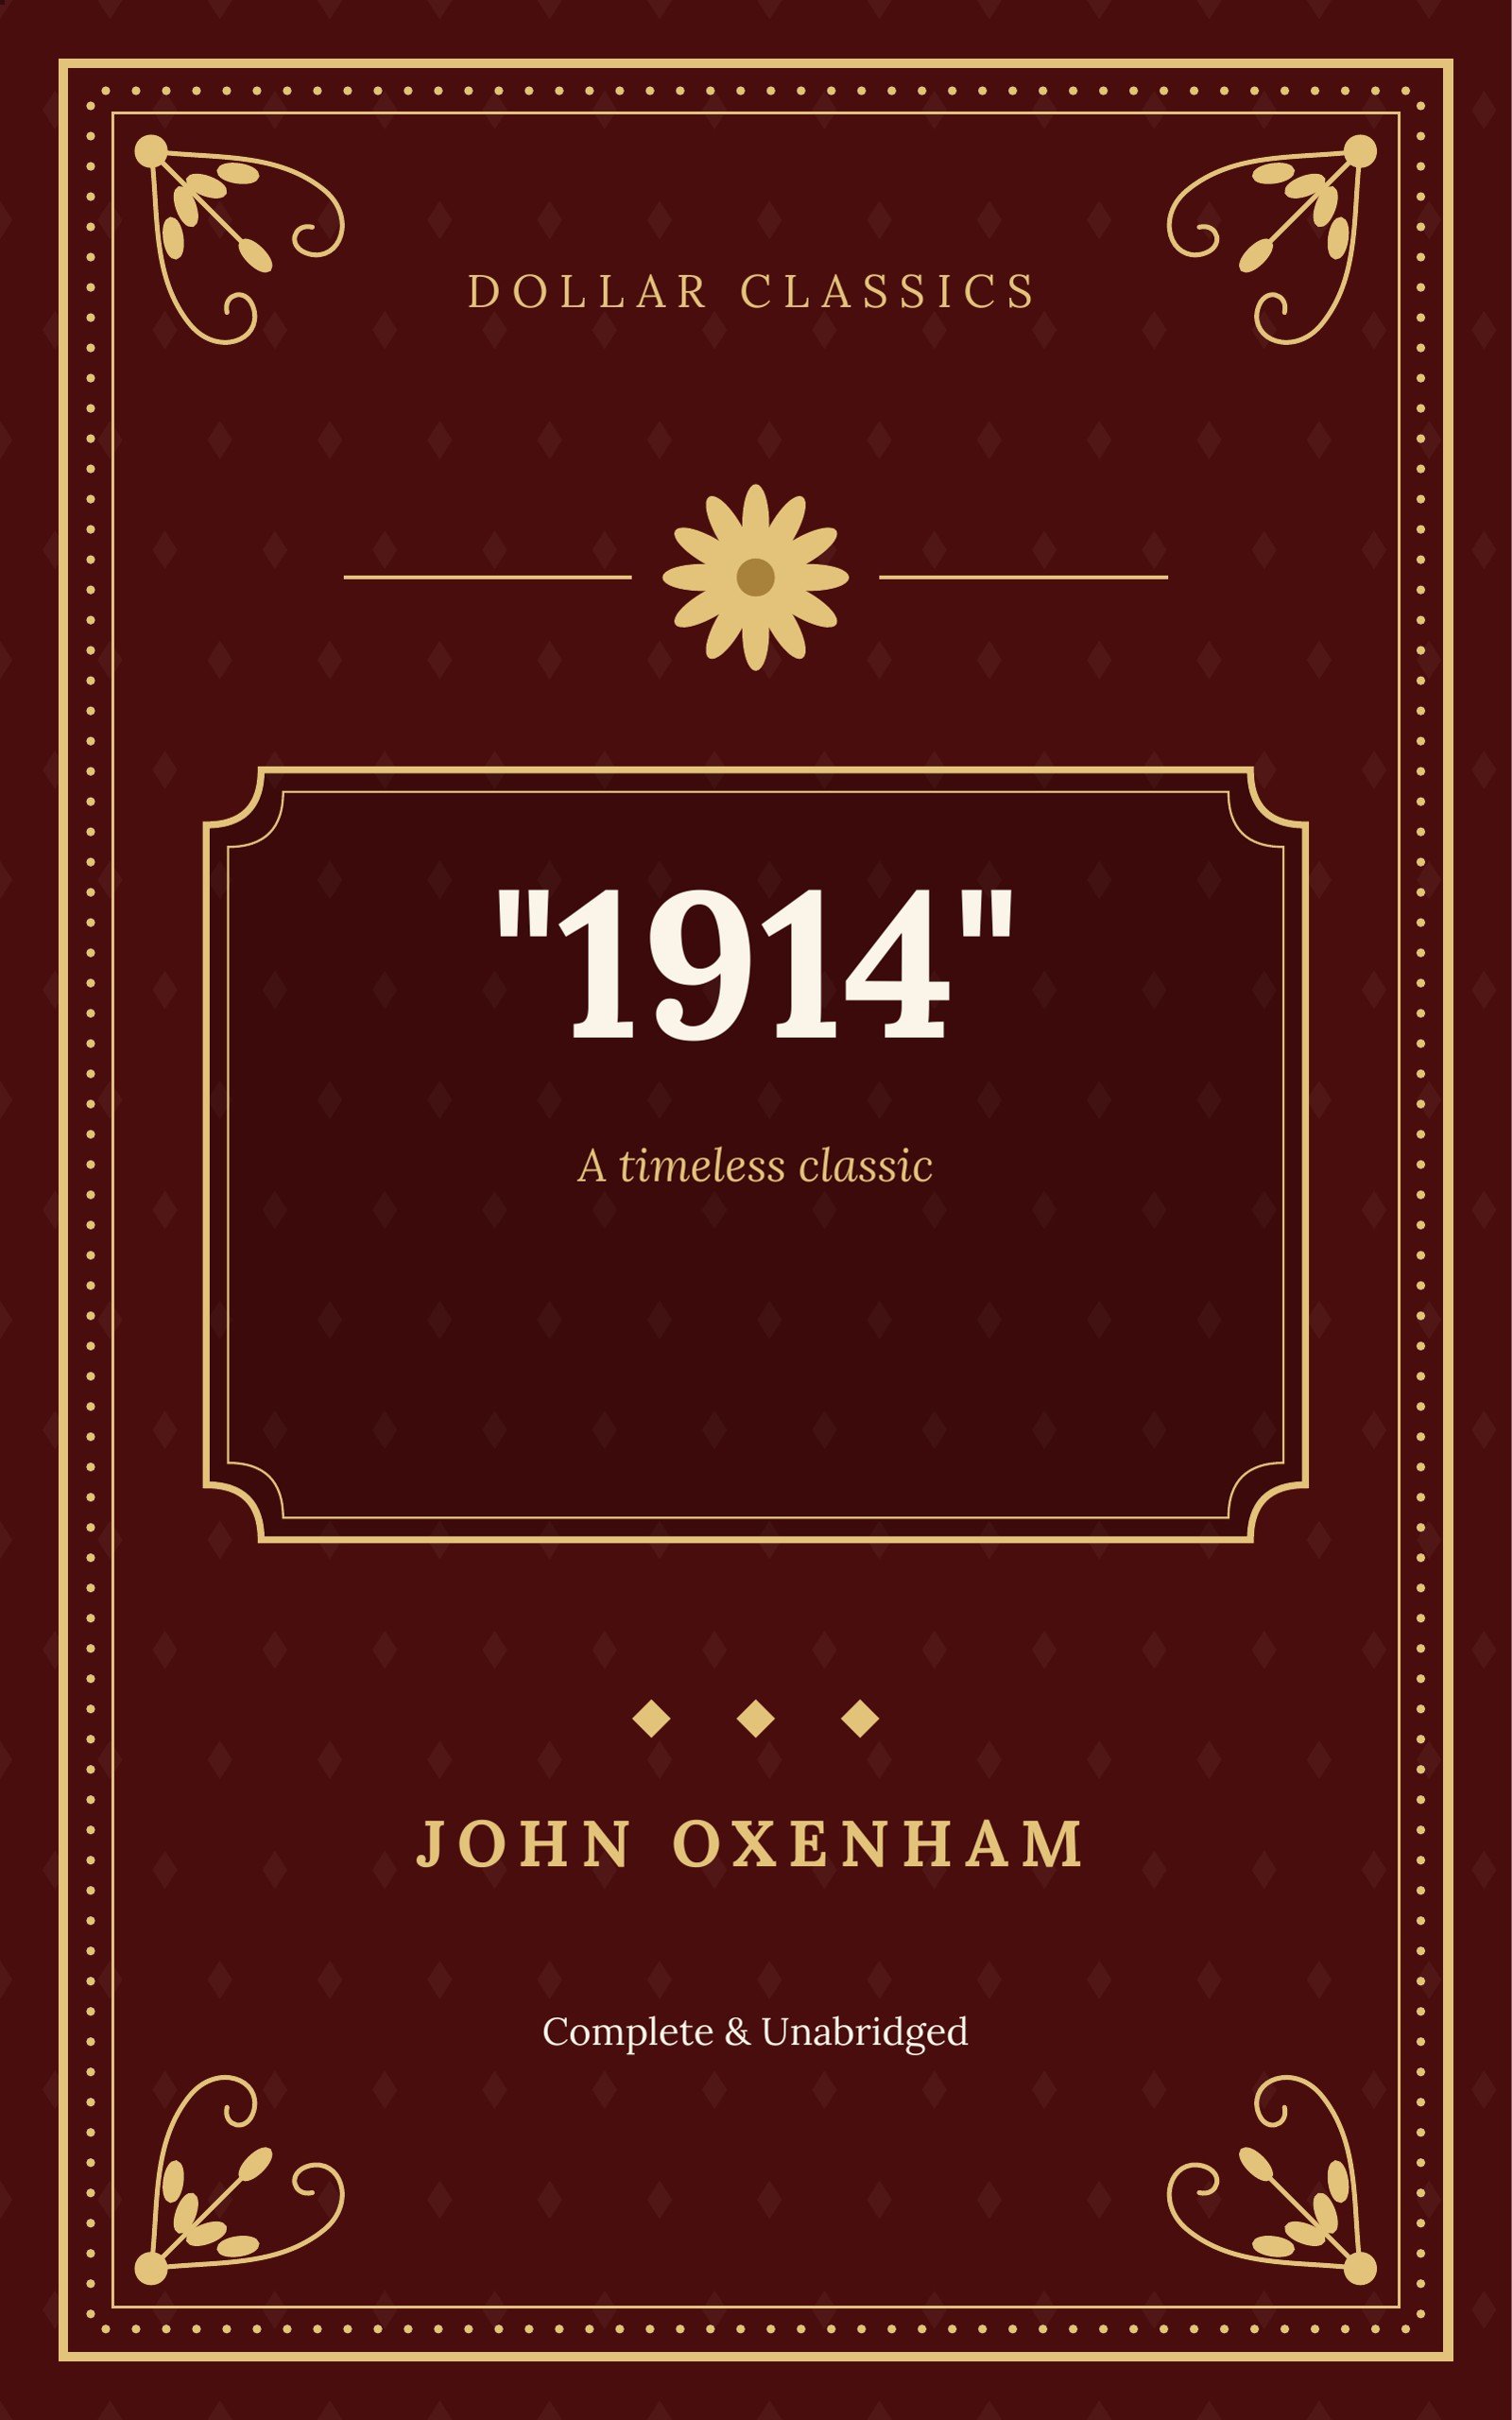 DOLLAR CLASSICS
"1914"
A timeless classic
JOHN OXENHAM
Complete & Unabridged